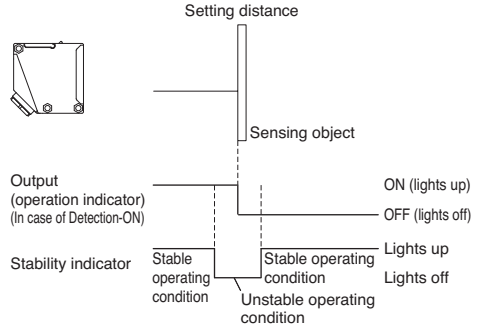 Setting distance
Sensing object
Output
(operation indicator)
(In case of Detection-ON)
ON (lights up)
OFF (lights off)
Stability indicator
Stable
operating
condition
Stable operating
condition
Lights up
Lights off
Unstable operating
condition